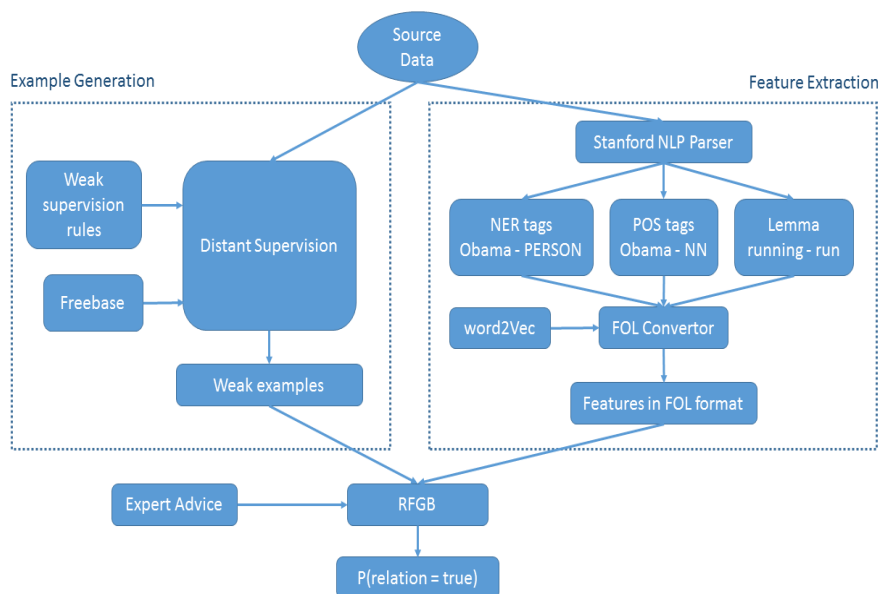 Source
Data
Example Generation
Feature Extraction
Stanford NLP Parser
Weak
supervision
rules
Distant Supervision
NER tags
Obama - PERSON
POS tags
Obama - NN
Lemma
running - run
Freebase
word2Vec
FOL Convertor
Weak examples
Features in FOL format
Expert Advice
RFGB
P(relation = true)